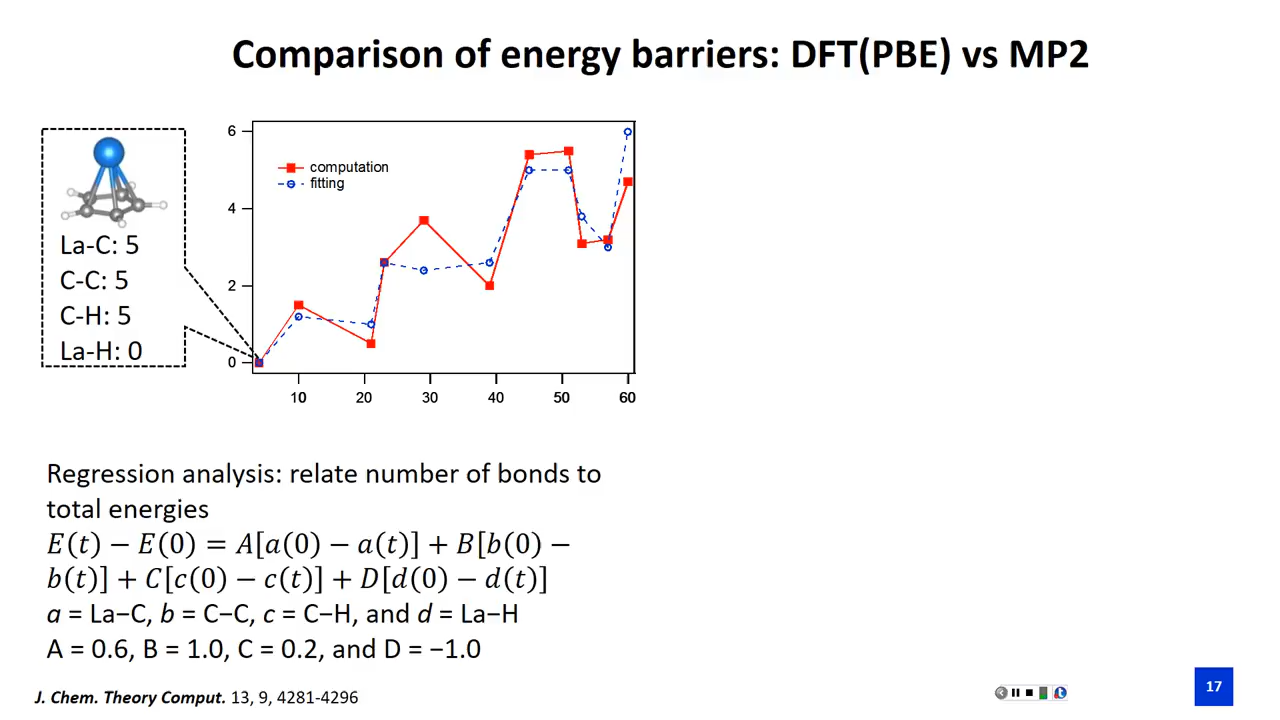 Comparison of energy barriers: DFT(PBE) vs MP2
La-C: 5
C-C: 5
C-H: 5
La-H: 0
6
4
2
0
computation
fitting
10 20 30 40 50 60
Regression analysis: relate number of bonds to
total energies
E(t) − E(0) = A[a(0) − a(t)] + B[b(0) −
b(t)] + C[c(0) − c(t)] + D[d(0) − d(t)]
a = La−C, b = C−C, c = C−H, and d = La−H
A = 0.6, B = 1.0, C = 0.2, and D = −1.0
J. Chem. Theory Comput. 13, 9, 4281-4296
17